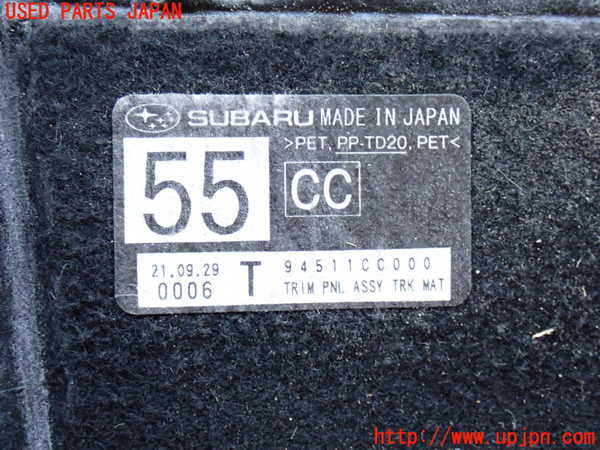 USED PARTS JAPAN
SUBARU MADE IN JAPAN
>PET, PP-TD20, PET<
55
CC
21.09.29
0006
T
94511CC000
TRIM PNL ASSY TRK MAT
http://www.upjpn.com/